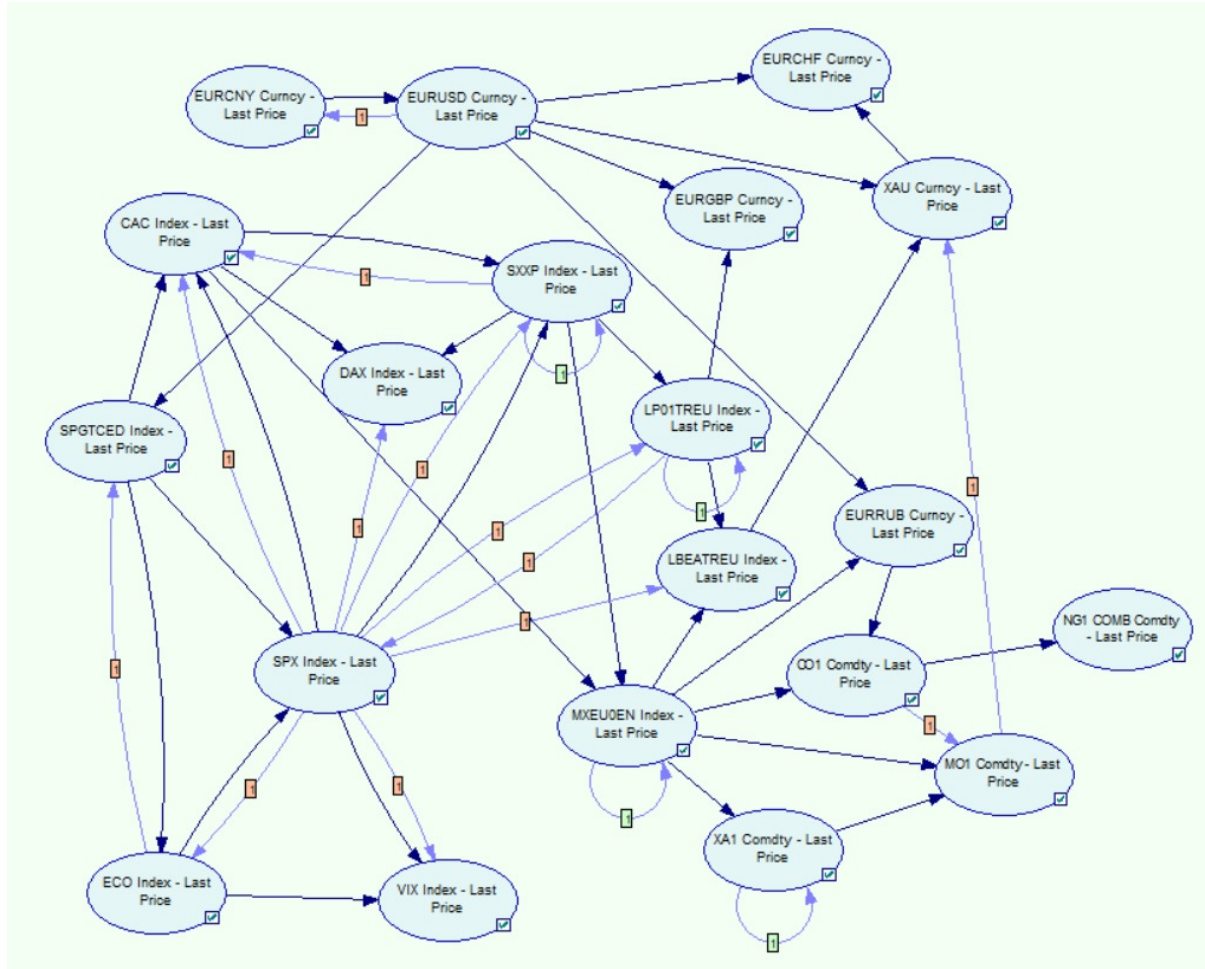 EURCHF Curncy -
Last Price
EURCNY Curncy -
Last Price
EURUSD Curncy -
Last Price
1
XAU Curncy - Last
Price
EURGBP Curncy -
Last Price
CAC Index - Last
Price
SXXP Index - Last
Price
1
DAX Index - Last
Price
1
LP01TREU Index -
Last Price
SPGTCED Index -
Last Price
1
1
1
1
EURRUB Curncy -
Last Price
1
1
1
LBEATREU Index -
Last Price
1
NG1 COMB Comdty
- Last Price
1
SPX Index - Last
Price
CO1 Comdty - Last
Price
1
MXEU0EN Index -
Last Price
1
MO1 Comdty - Last
Price
1
1
1
XA1 Comdty - Last
Price
ECO Index - Last
Price
VIX Index - Last
Price
1